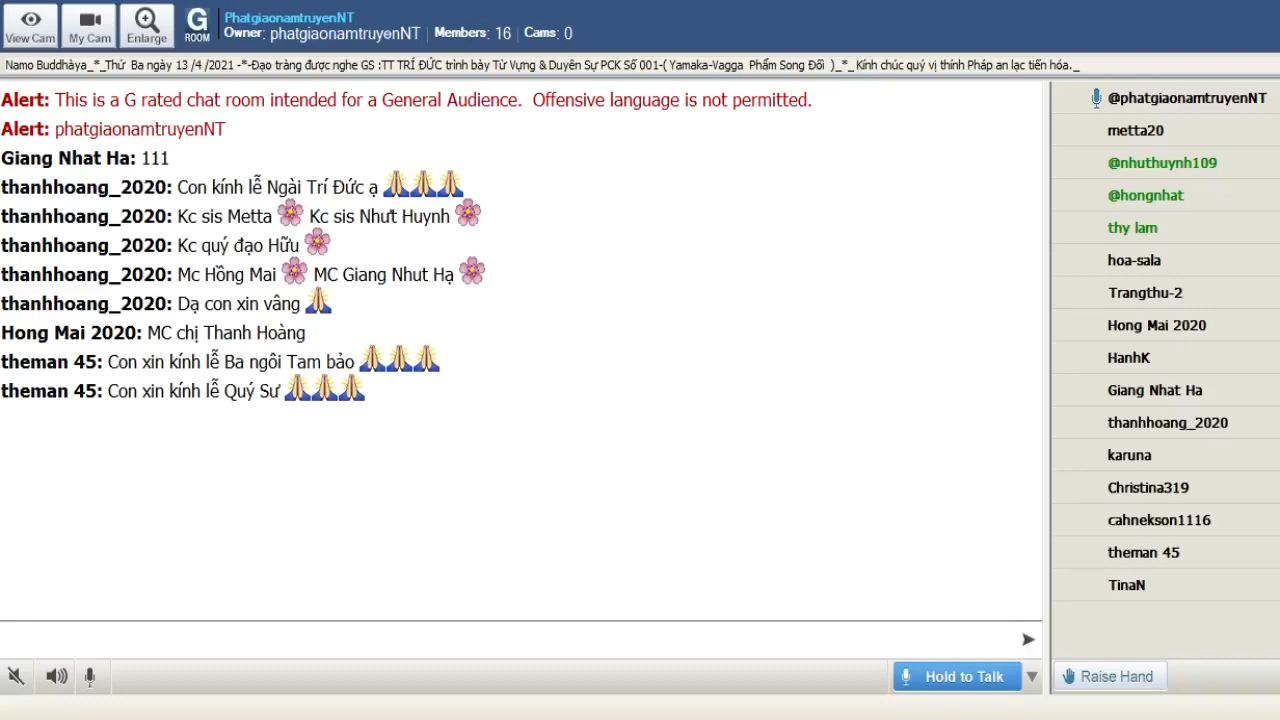 View Cam
My Cam
Enlarge
G
ROOM
PhatgiaonamtruyenNT
Owner: phatgiaonamtruyenNT | Members: 16 | Cams: 0
Namo Buddhàya_*_Thứ Ba ngày 13 /4 /2021 -*-Đạo tràng được nghe GS :TT TRÍ ĐỨC trình bày Từ Vựng & Duyên Sự PCK Số 001-( Yamaka-Vagga Phẩm Song Đối )_*_ Kính chúc quý vị thính Pháp an lạc tiến hóa._
Alert: This is a G rated chat room intended for a General Audience. Offensive language is not permitted.
Alert: phatgiaonamtruyenNT
Giang Nhat Ha: 111
thanhhoang_2020: Con kính lễ Ngài Trí Đức ạ
thanhhoang_2020: Kc sis Metta Kc sis Như Huynh
thanhhoang_2020: Kc quý đạo Hữu
thanhhoang_2020: Mc Hồng Mai MC Giang Nhut Hạ
thanhhoang_2020: Dạ con xin vâng
Hong Mai 2020: MC chị Thanh Hoàng
theman 45: Con xin kính lễ Ba ngôi Tam bảo
theman 45: Con xin kính lễ Quý Sư
Hold to Talk
@phatgiaonamtruyenNT
metta20
@nhuthuynh109
@hongnhat
thy lam
hoa-sala
Trangthu-2
Hong Mai 2020
HanhK
Giang Nhat Ha
thanhhoang_2020
karuna
Christina319
cahnekson1116
theman 45
TinaN
Raise Hand